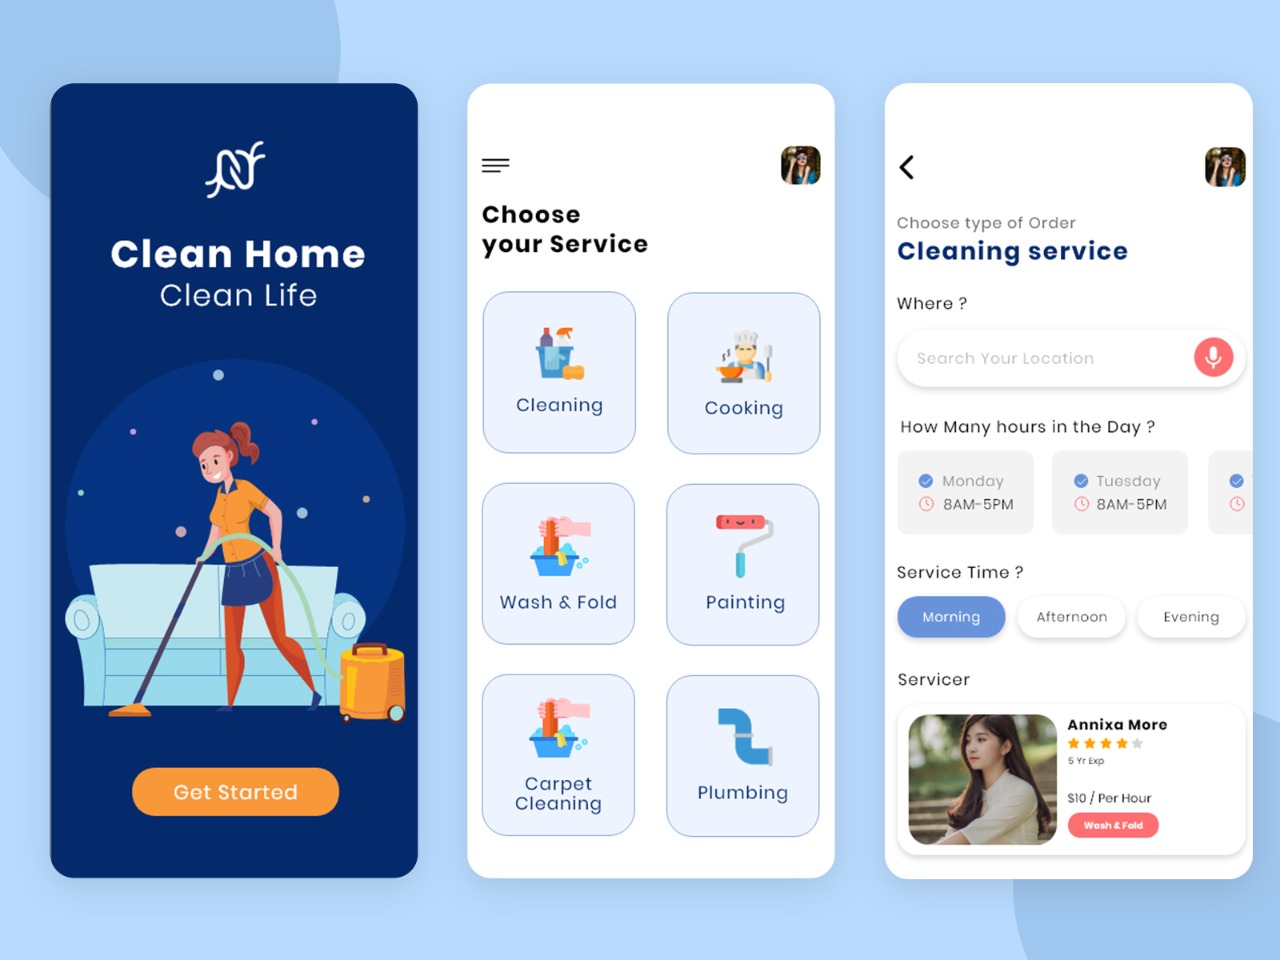 Clean Home
Clean Life
Get Started
Choose
your Service
Cleaning
Cooking
Wash & Fold
Painting
Carpet
Cleaning
Plumbing
Choose type of Order
Cleaning service
Where ?
Search Your Location
How Many hours in the Day ?
Monday
8AM-5PM
Tuesday
8AM-5PM
Service Time ?
Morning
Afternoon
Evening
Servicer
Annixa More
5 Yr Exp
$10 / Per Hour
Wash & Fold